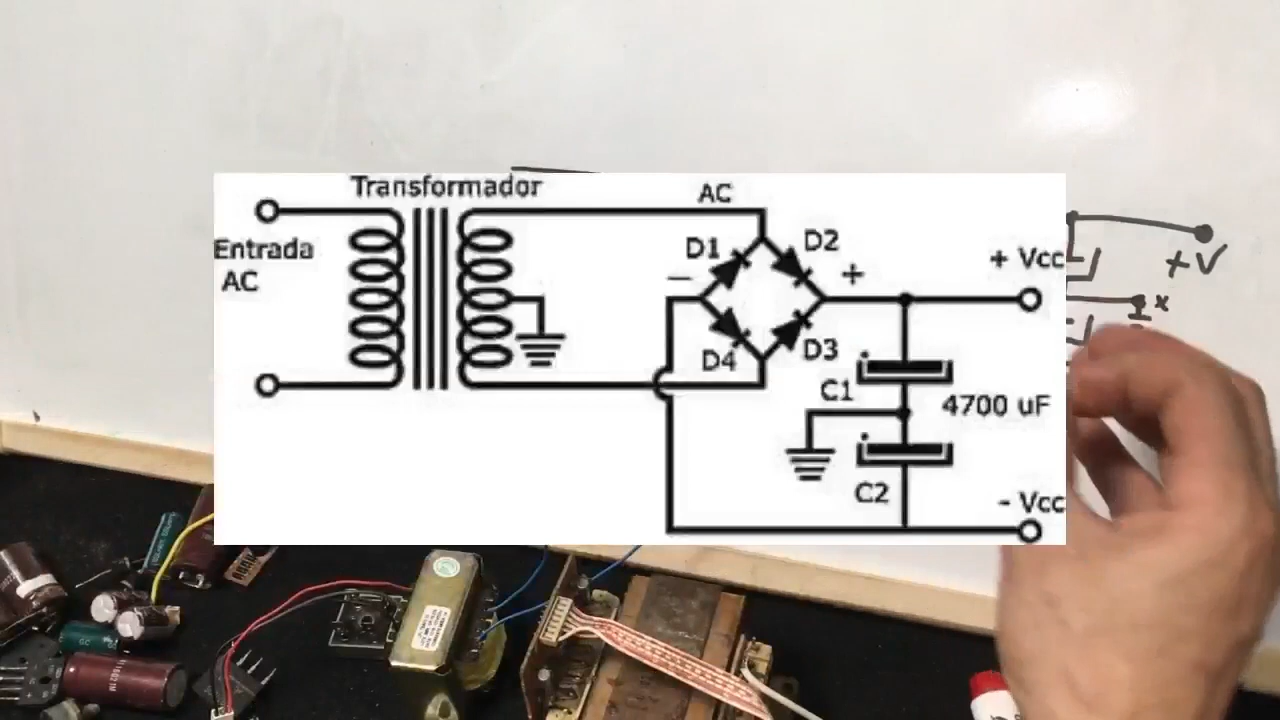 Transformador
Entrada
AC
AC
D1
D2
−
+
D4
D3
C1
4700 uF
C2
+ Vcc
- Vcc
+V
x